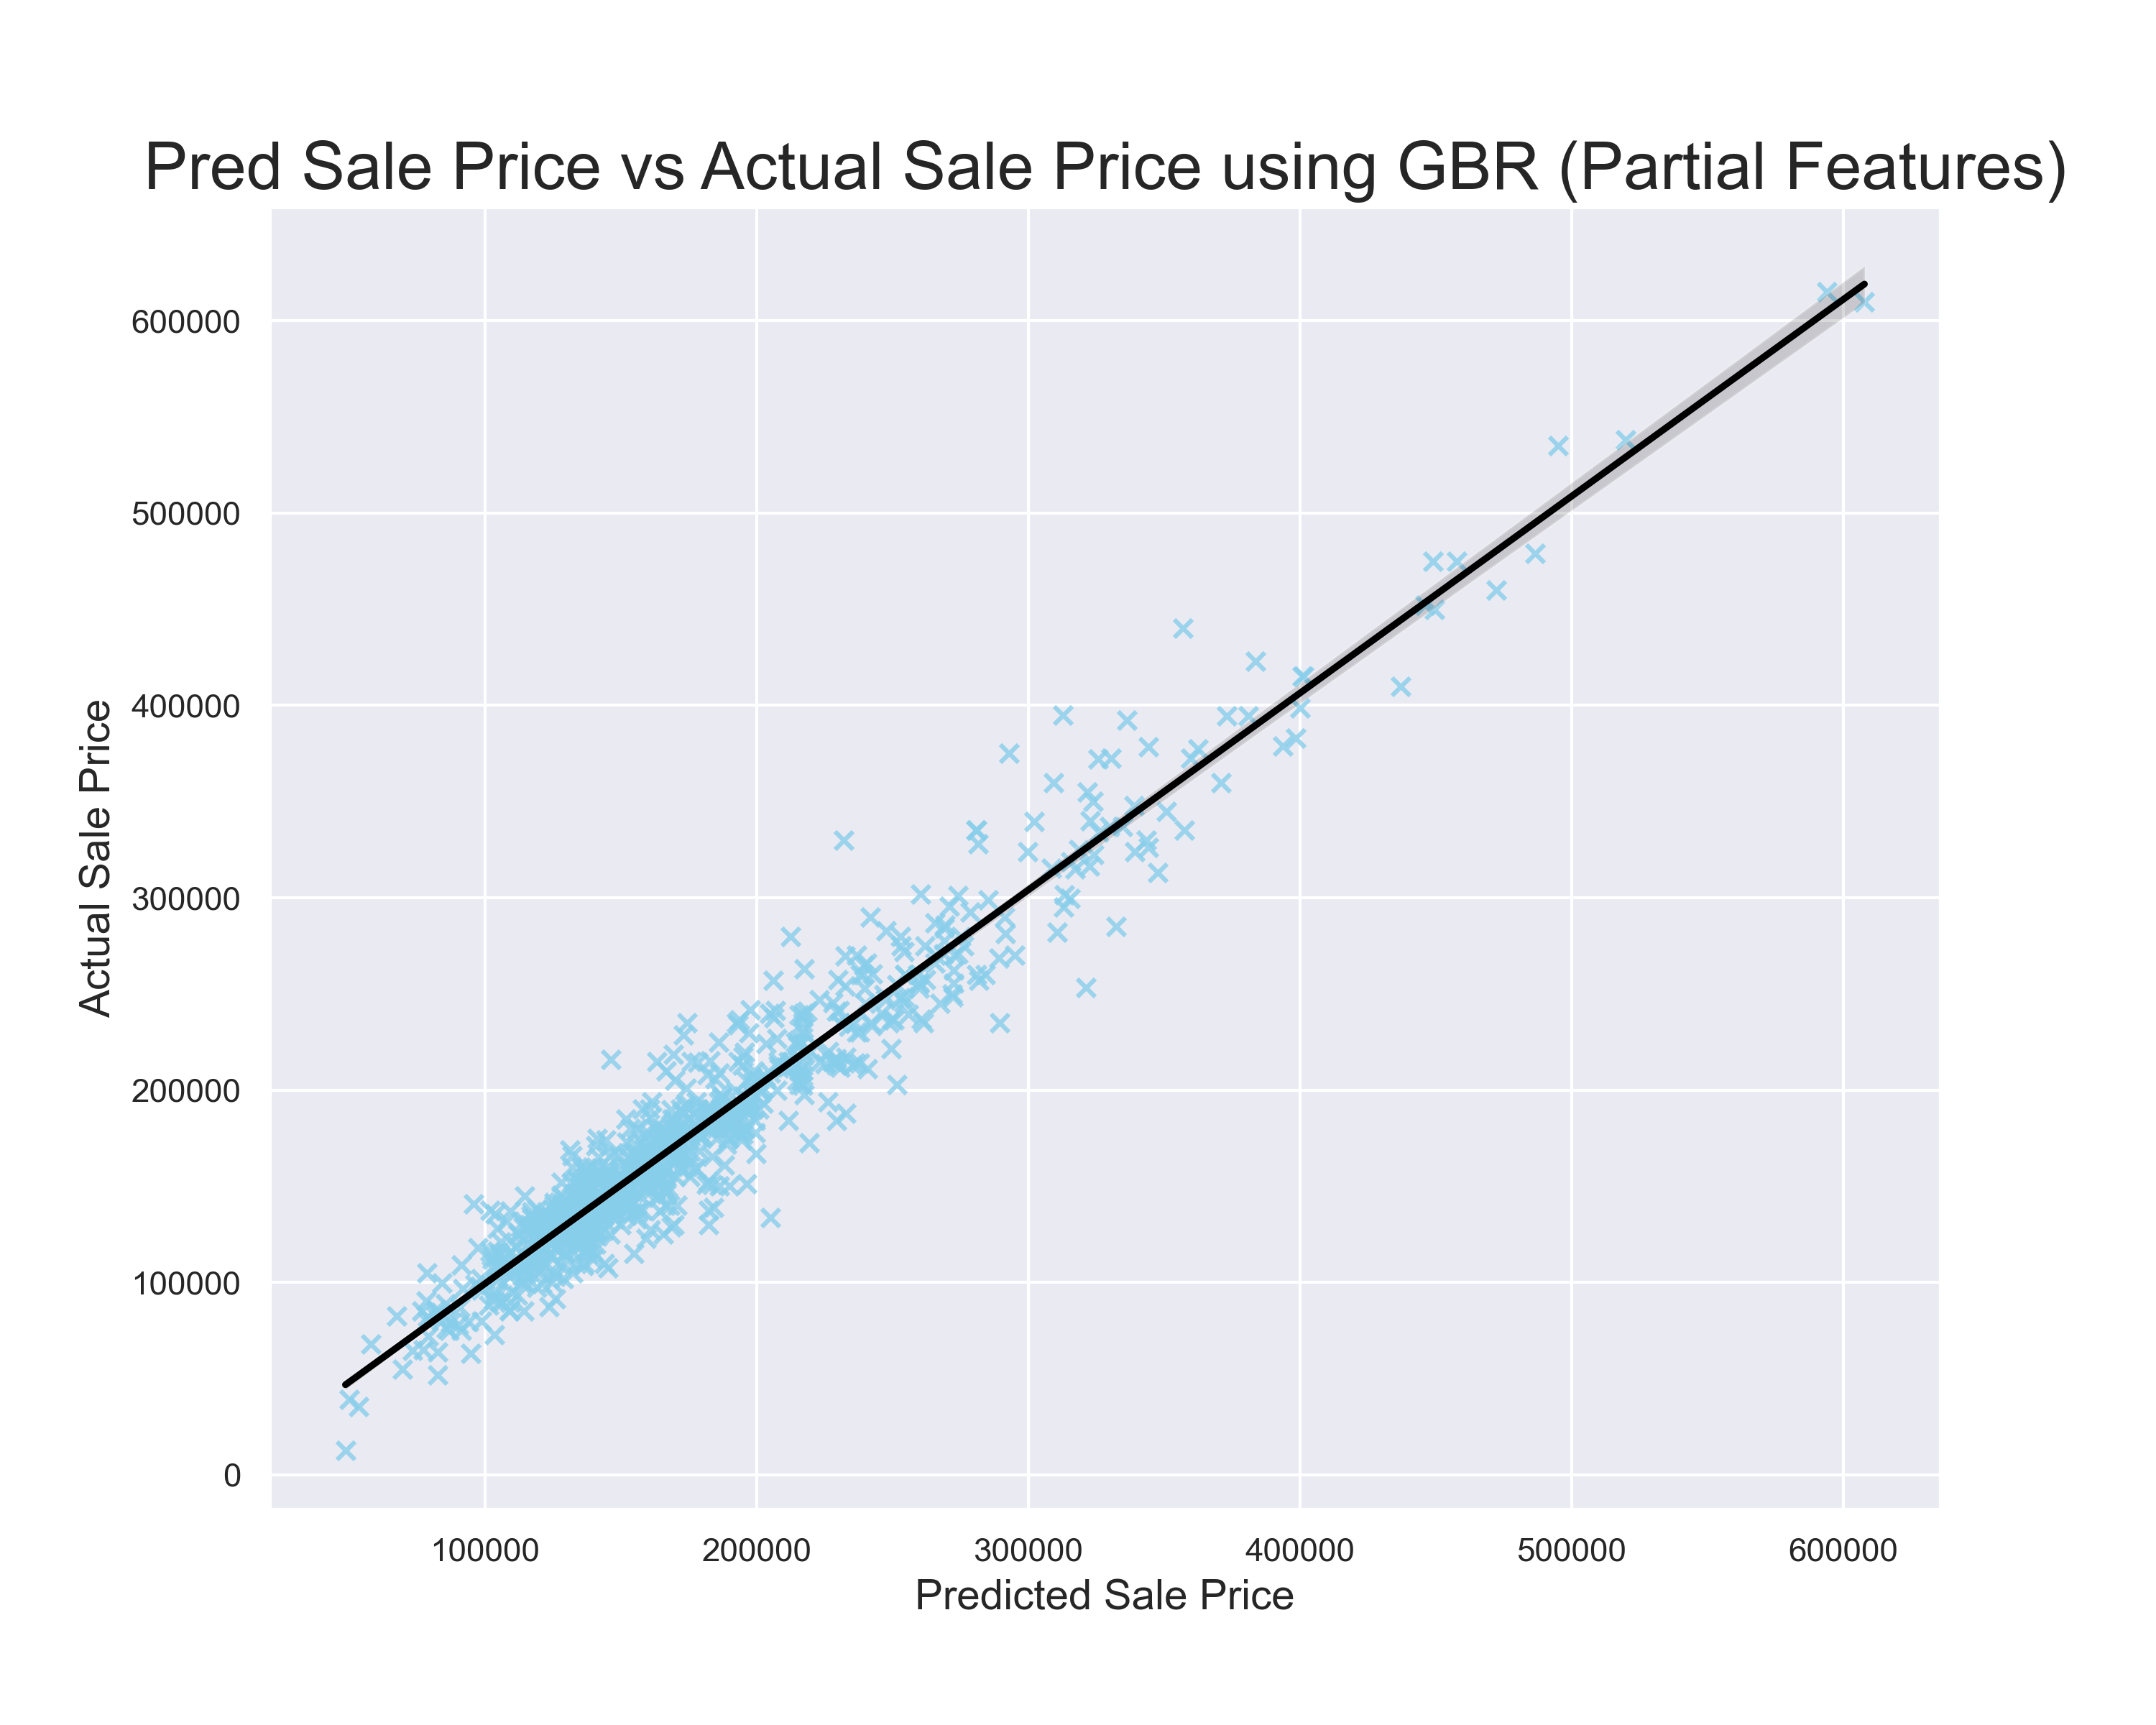 Pred Sale Price vs Actual Sale Price using GBR (Partial Features)
600000
500000
400000
300000
200000
100000
0
Actual Sale Price
100000 200000 300000 400000 500000 600000
Predicted Sale Price